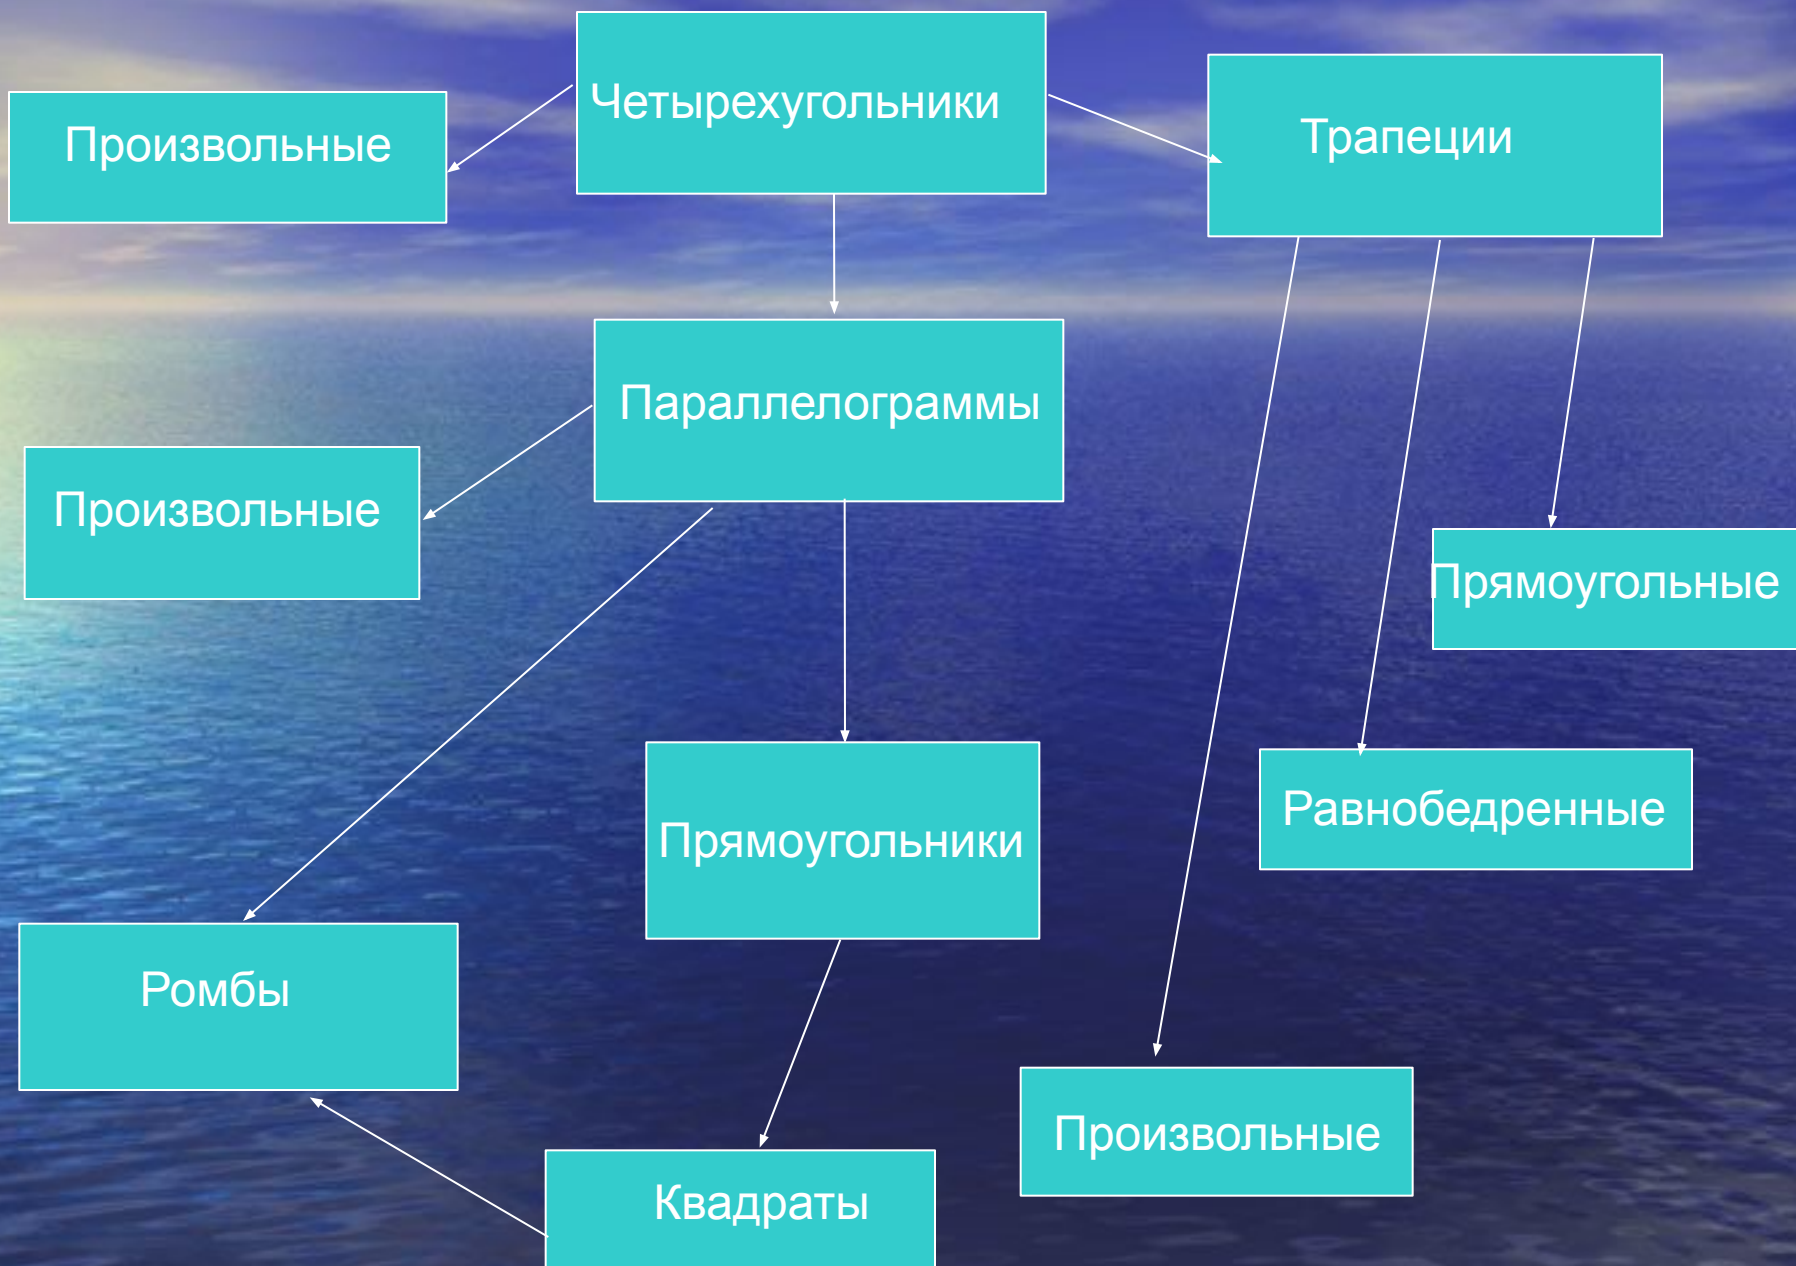 Четырехугольники
Произвольные
Трапеции
Параллелограммы
Произвольные
Прямоугольные
Равнобедренные
Прямоугольники
Ромбы
Произвольные
Квадраты